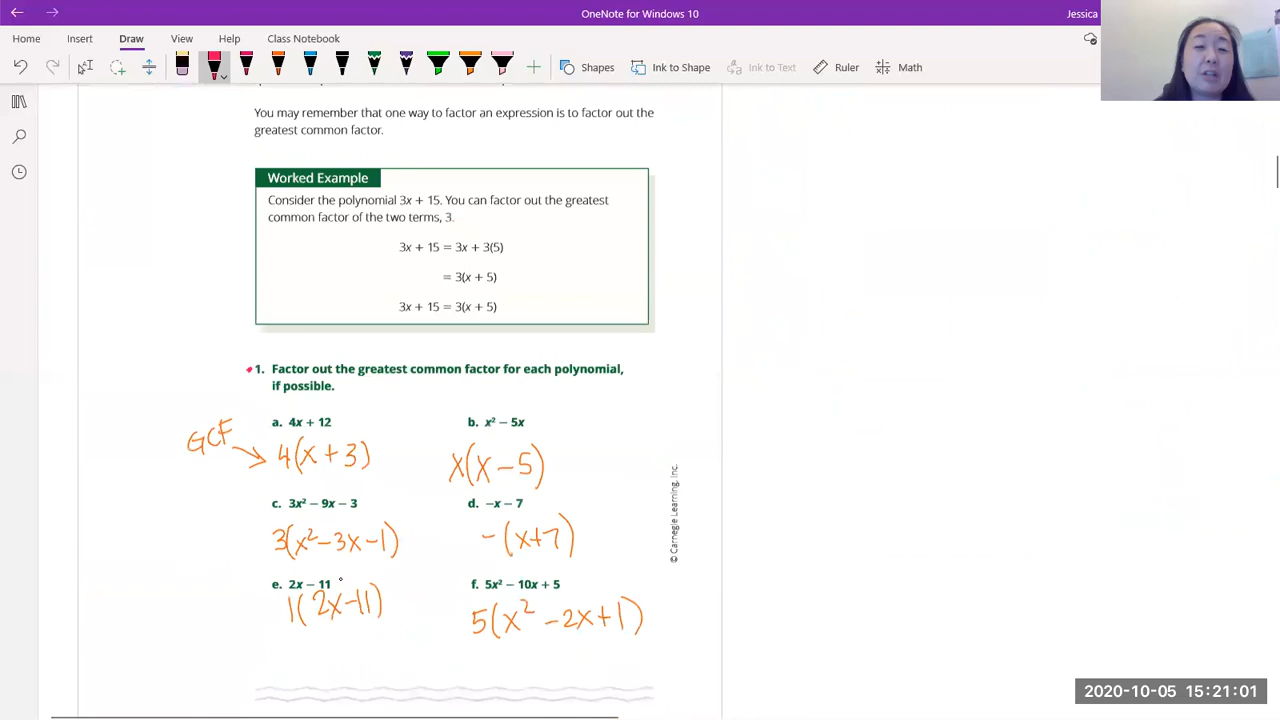 OneNote for Windows 10
Jessica
Home Insert Draw View Help Class Notebook
Shapes Ink to Shape Ink to Text Ruler Math
You may remember that one way to factor an expression is to factor out the
greatest common factor.
Worked Example
Consider the polynomial 3x + 15. You can factor out the greatest
common factor of the two terms, 3.
3x + 15 = 3x + 3(5)
= 3(x + 5)
3x + 15 = 3(x + 5)
1. Factor out the greatest common factor for each polynomial,
if possible.
a. 4x + 12
b. x² − 5x
GCF
4(x + 3)
x(x − 5)
c. 3x² − 9x − 3
d. −x − 7
3(x² − 3x − 1)
-(x+7)
e. 2x − 11
f. 5x² − 10x + 5
1(2x-11)
5(x² - 2x+1)
© Carnegie Learning, Inc.
2020-10-05 15:21:01